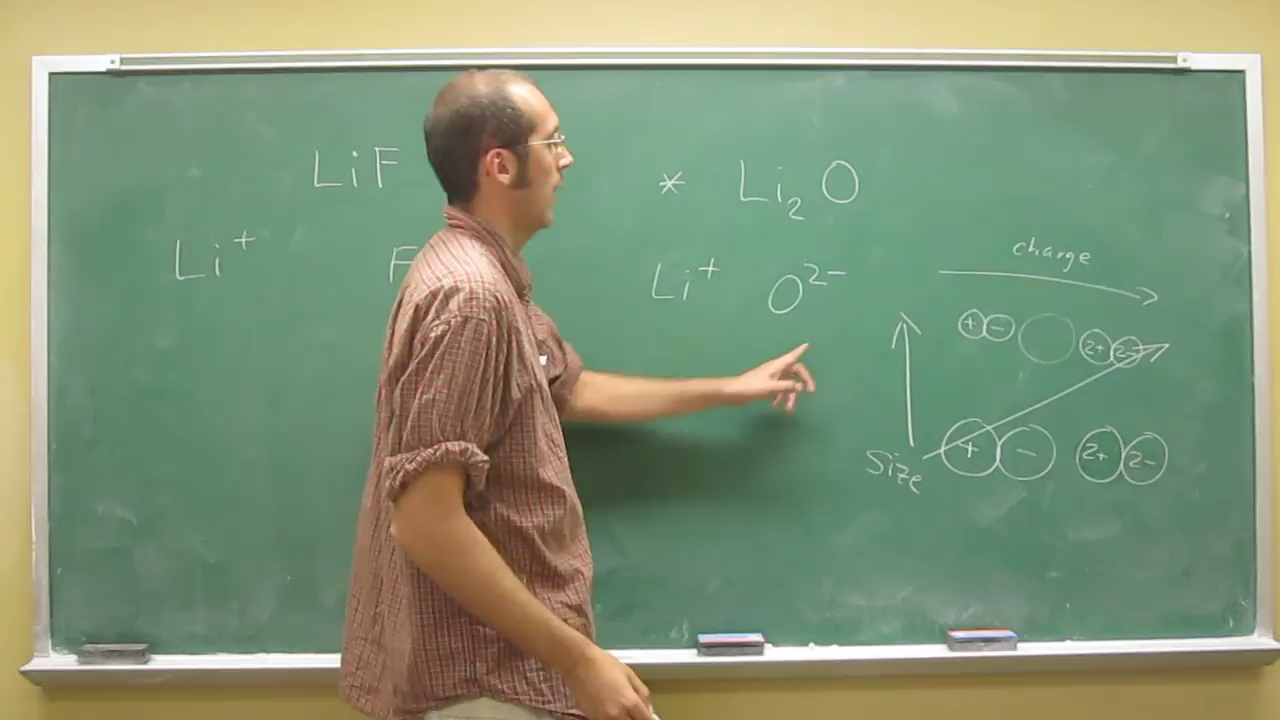 LiF
* Li₂O
Li⁺ F
Li⁺ O²⁻
charge
+ - 2+ 2-
+ - 2+ 2-
Size